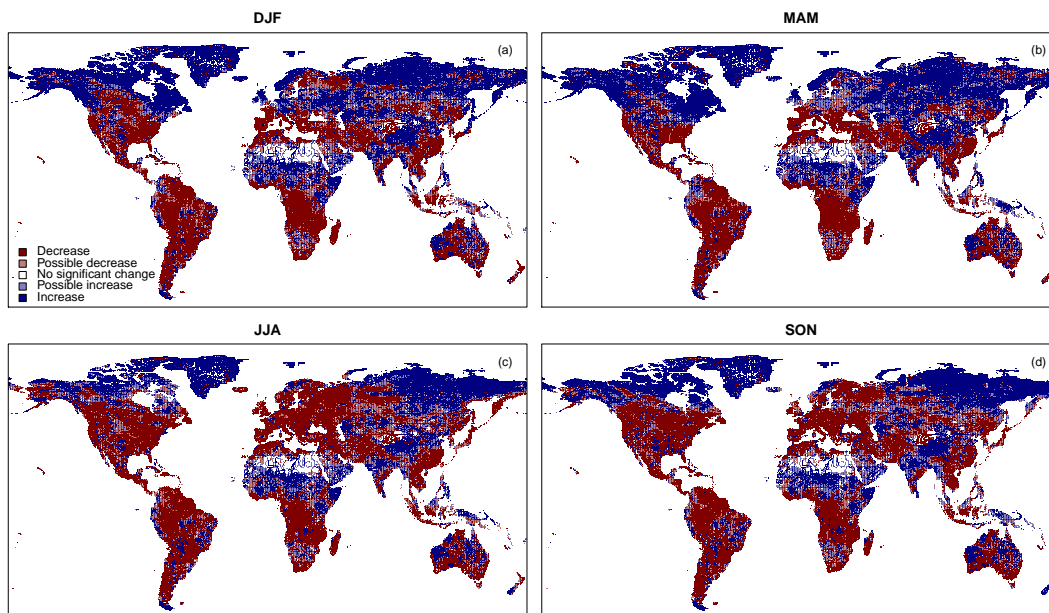 DJF
MAM
(a)
(b)
Decrease
Possible decrease
No significant change
Possible increase
Increase
JJA
SON
(c)
(d)